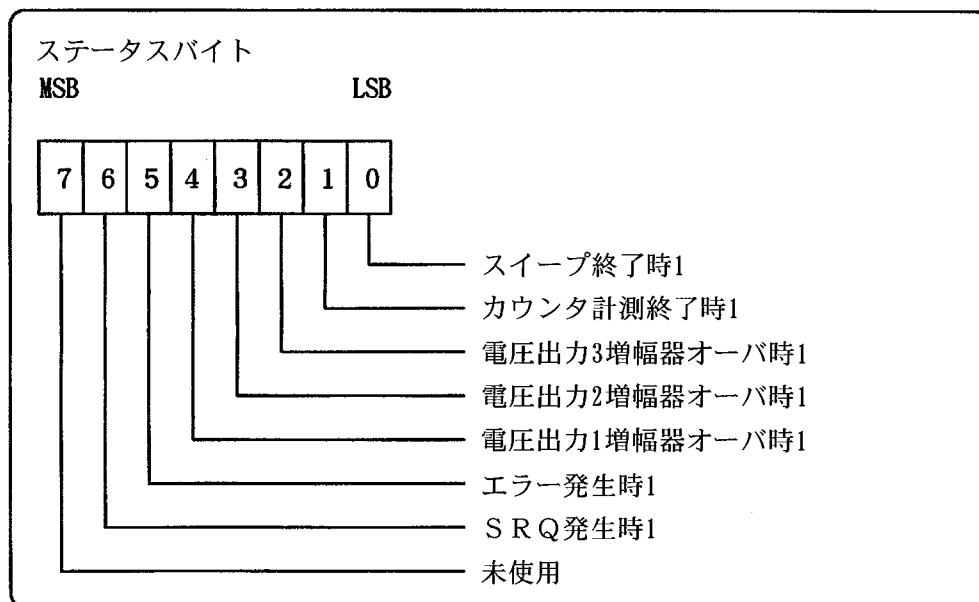 ステータスバイト
MSB LSB
7 6 5 4 3 2 1 0
スイープ終了時1
カウンタ計測終了時1
電圧出力3増幅器オーバ時1
電圧出力2増幅器オーバ時1
電圧出力1増幅器オーバ時1
エラー発生時1
ＳＲＱ発生時1
未使用